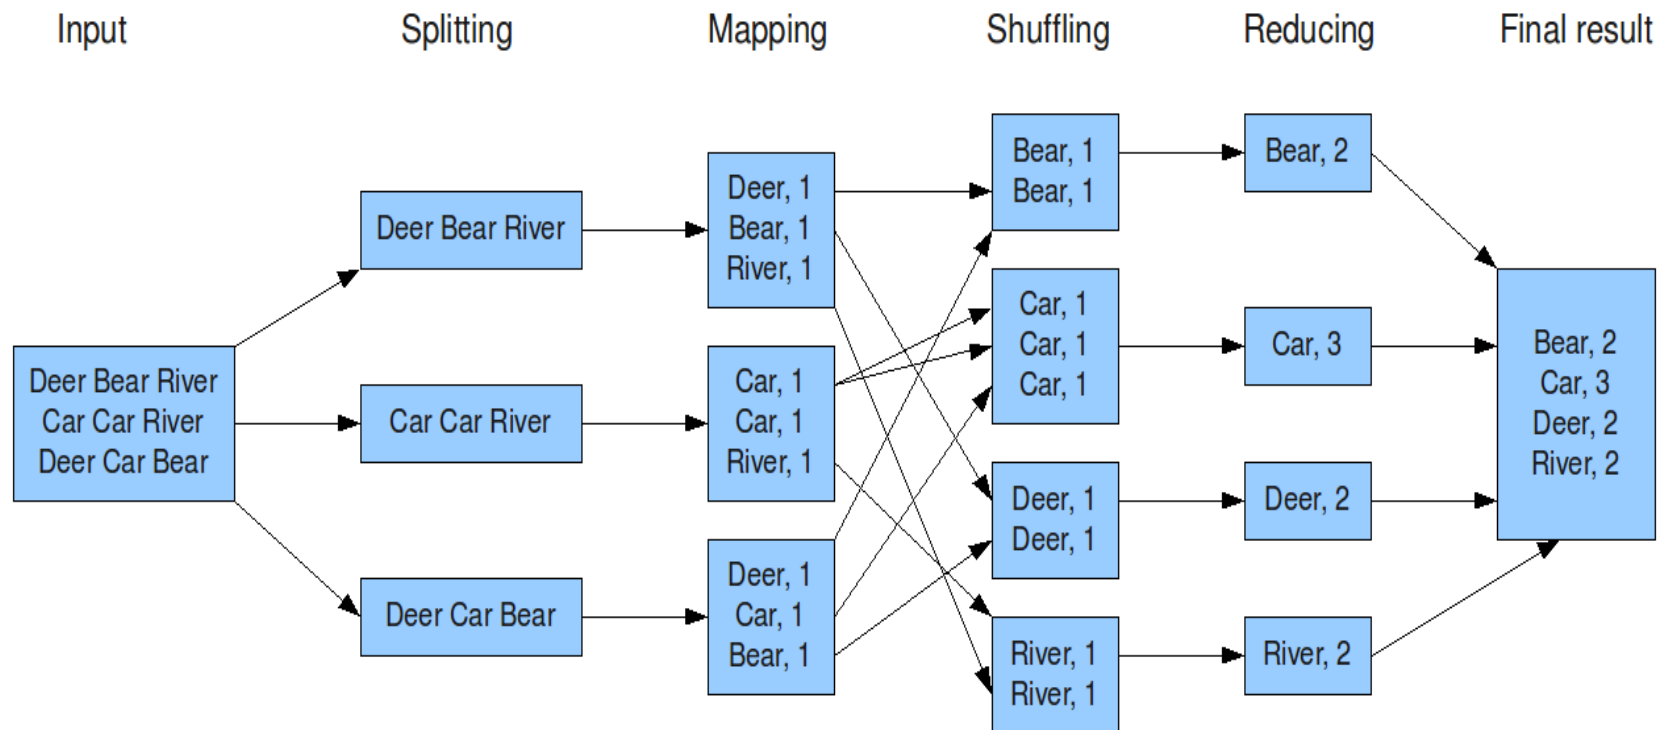 Input
Splitting
Mapping
Shuffling
Reducing
Final result
Deer Bear River
Car Car River
Deer Car Bear
Deer Bear River
Car Car River
Deer Car Bear
Deer, 1
Bear, 1
River, 1
Car, 1
Car, 1
River, 1
Deer, 1
Car, 1
Bear, 1
Bear, 1
Bear, 1
Car, 1
Car, 1
Car, 1
Deer, 1
Deer, 1
River, 1
River, 1
Bear, 2
Car, 3
Deer, 2
River, 2
Bear, 2
Car, 3
Deer, 2
River, 2